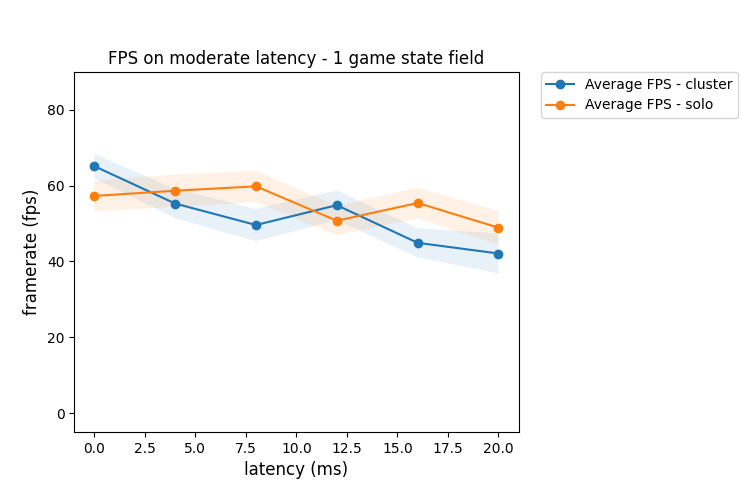 FPS on moderate latency - 1 game state field
Average FPS - cluster
Average FPS - solo
framerate (fps)
80
60
40
20
0
0.0 2.5 5.0 7.5 10.0 12.5 15.0 17.5 20.0
latency (ms)